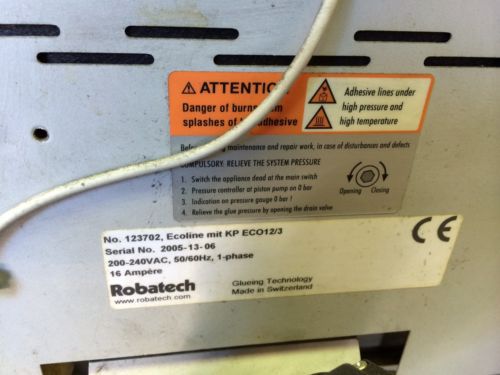 ATTENTION
Danger of burns from
splashes of hot adhesive
Adhesive lines under
high pressure and
high temperature
Before any maintenance and repair work, in case of disturbances and defects
COMPULSORY: RELIEVE THE SYSTEM PRESSURE
1. Switch the appliance dead at the main switch
2. Pressure controller at piston pump on 0 bar
3. Indication on pressure gauge 0 bar!
4. Relieve the glue pressure by opening the drain valve
Opening Closing
No. 123702, Ecoline mit KP ECO12/3
Serial No. 2005-13-06
200-240VAC, 50/60Hz, 1-phase
16 Ampère
Robatech
www.robatech.com
Glueing Technology
Made in Switzerland